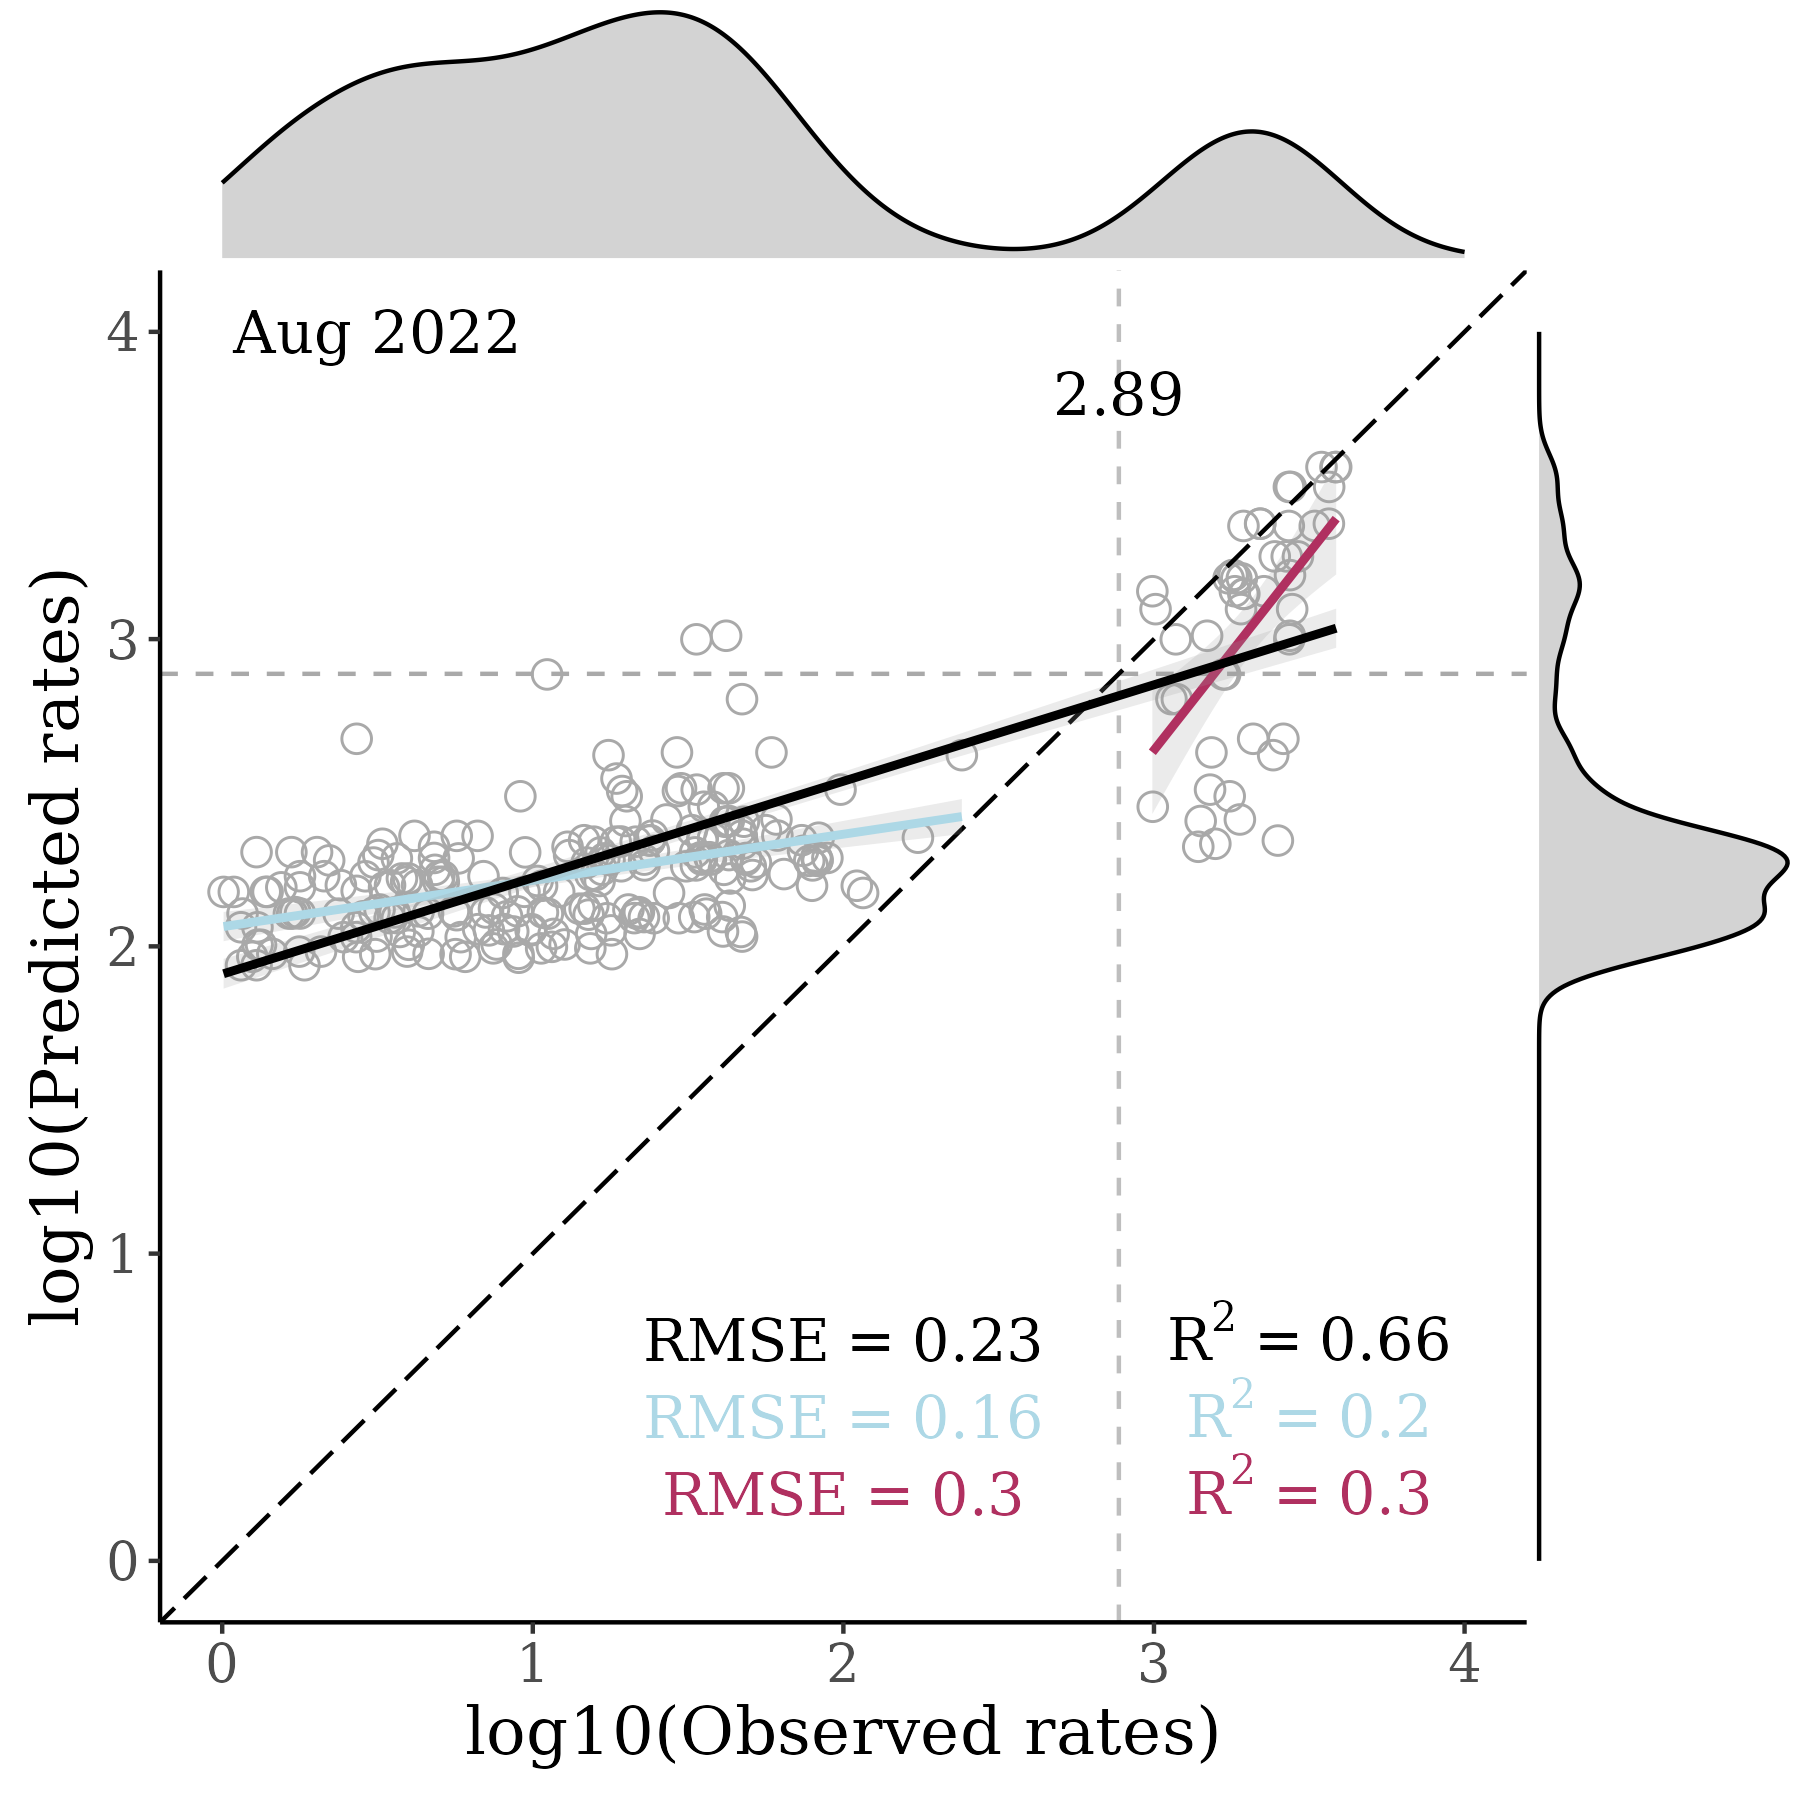 Aug 2022
2.89
4
3
2
1
0
log10(Predicted rates)
RMSE = 0.23 R² = 0.66
RMSE = 0.16 R² = 0.2
RMSE = 0.3 R² = 0.3
0 1 2 3 4
log10(Observed rates)